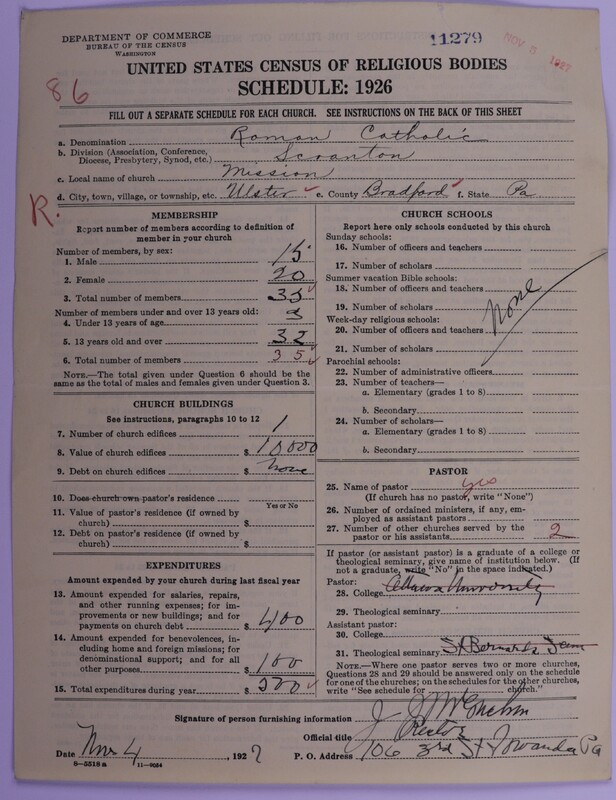 DEPARTMENT OF COMMERCE
BUREAU OF THE CENSUS
WASHINGTON
11279
NOV 5 1927
86
UNITED STATES CENSUS OF RELIGIOUS BODIES
SCHEDULE: 1926
FILL OUT A SEPARATE SCHEDULE FOR EACH CHURCH. SEE INSTRUCTIONS ON THE BACK OF THIS SHEET
a. Denomination Roman Catholic
b. Division (Association, Conference, Diocese, Presbytery, Synod, etc.) Scranton
c. Local name of church Mission
d. City, town, village, or township, etc. Ulster e. County Bradford f. State Pa
R.
MEMBERSHIP
Report number of members according to definition of
member in your church
Number of members, by sex:
1. Male 15
2. Female 20
3. Total number of members 35
Number of members under and over 13 years old:
4. Under 13 years of age 3
5. 13 years old and over 32
6. Total number of members 35
NOTE.—The total given under Question 6 should be
the same as the total of males and females given under Question 3.
CHURCH BUILDINGS
See instructions, paragraphs 10 to 12
7. Number of church edifices 1
8. Value of church edifices $ 10000
9. Debt on church edifices $ none
10. Does church own pastor's residence
Yes or No
11. Value of pastor's residence (if owned by
church) $
12. Debt on pastor's residence (if owned by
church) $
EXPENDITURES
Amount expended by your church during last fiscal year
13. Amount expended for salaries, repairs,
and other running expenses; for im-
provements or new buildings; and for
payments on church debt $ 400
14. Amount expended for benevolences, in-
cluding home and foreign missions; for
denominational support; and for all
other purposes $ 100
15. Total expenditures during year $ 500
CHURCH SCHOOLS
Report here only schools conducted by this church
Sunday schools:
16. Number of officers and teachers
17. Number of scholars
Summer vacation Bible schools:
18. Number of officers and teachers
19. Number of scholars
None
Week-day religious schools:
20. Number of officers and teachers
21. Number of scholars
Parochial schools:
22. Number of administrative officers
23. Number of teachers—
a. Elementary (grades 1 to 8)
b. Secondary
24. Number of scholars—
a. Elementary (grades 1 to 8)
b. Secondary
PASTOR
25. Name of pastor yes
(If church has no pastor, write "None")
26. Number of ordained ministers, if any, em-
ployed as assistant pastors
27. Number of other churches served by the
pastor or his assistants 2
If pastor (or assistant pastor) is a graduate of a college or
theological seminary, give name of institution below. (If
not a graduate, write "No" in the space indicated.)
Pastor:
28. College Ottawa University
29. Theological seminary
Assistant pastor:
30. College
31. Theological seminary St Bernards Sem
NOTE.—Where one pastor serves two or more churches,
Questions 28 and 29 should be answered only on the schedule
for one of the churches; on the schedules for the other churches,
write "See schedule for church."
Signature of person furnishing information J
Official title Rector
Date Nov 4, 1927 P. O. Address 106 3rd St Towanda Pa
8—5518a 11—9054